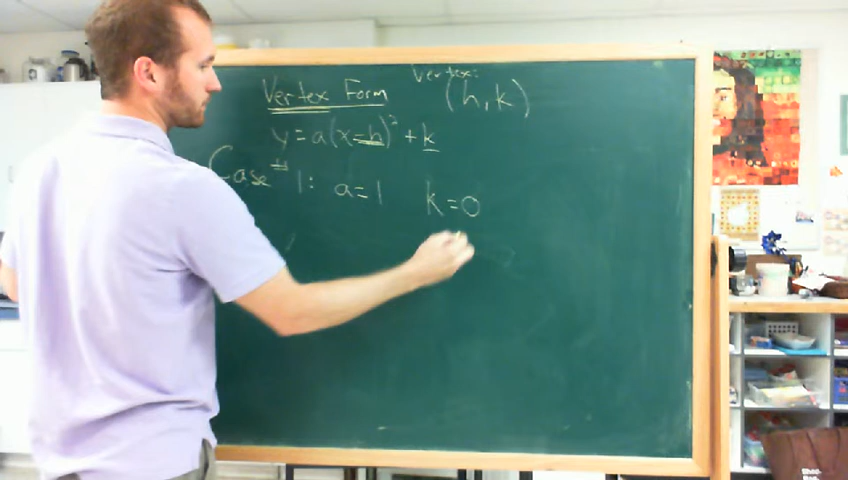 Vertex Form
Vertex:
(h, k)
y = a(x-h)² + k
Case # 1: a = 1 k = 0